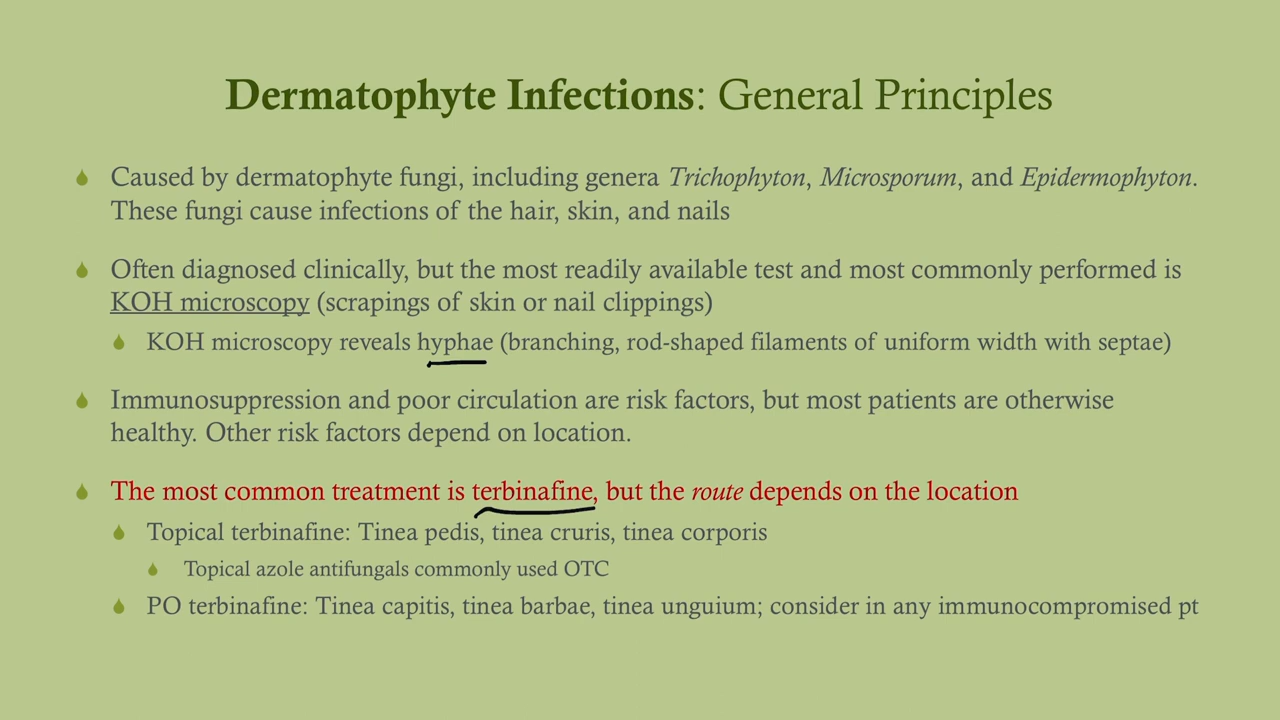 Dermatophyte Infections: General Principles
Caused by dermatophyte fungi, including genera Trichophyton, Microsporum, and Epidermophyton.
These fungi cause infections of the hair, skin, and nails
Often diagnosed clinically, but the most readily available test and most commonly performed is
KOH microscopy (scrapings of skin or nail clippings)
KOH microscopy reveals hyphae (branching, rod-shaped filaments of uniform width with septae)
Immunosuppression and poor circulation are risk factors, but most patients are otherwise
healthy. Other risk factors depend on location.
The most common treatment is terbinafine, but the route depends on the location
Topical terbinafine: Tinea pedis, tinea cruris, tinea corporis
Topical azole antifungals commonly used OTC
PO terbinafine: Tinea capitis, tinea barbae, tinea unguium; consider in any immunocompromised pt